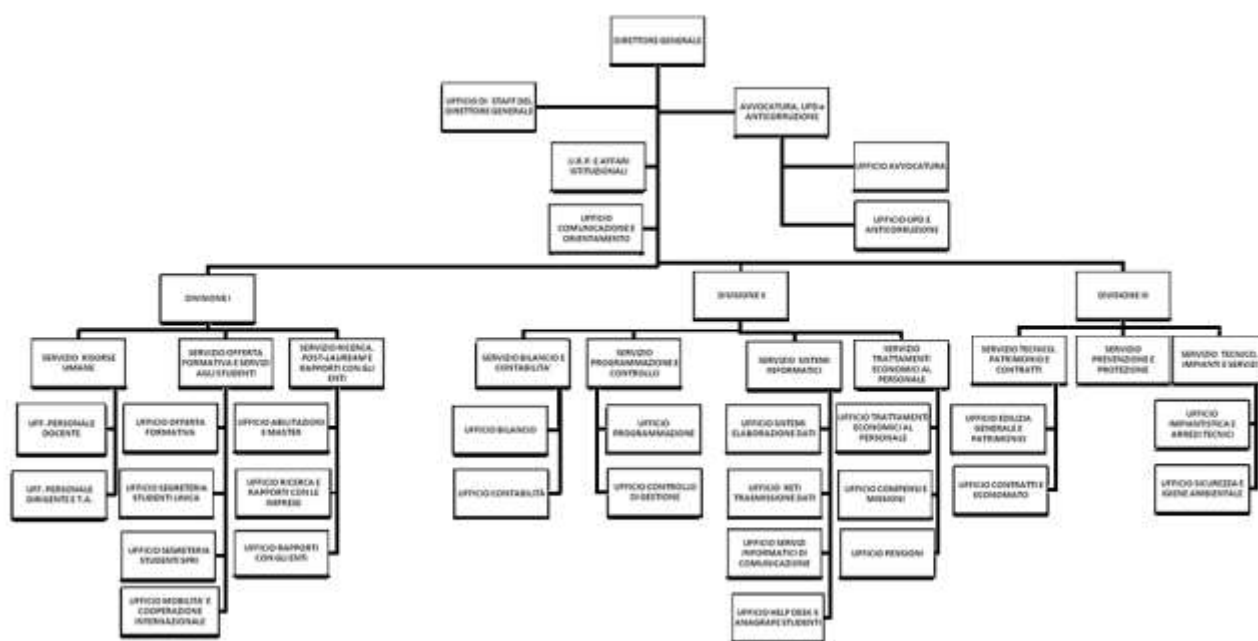 DIRETTORE GENERALE
UFFICIO DI STAFF DEL
DIRETTORE GENERALE
AVVOCATURA, UPD e
ANTICORRUZIONE
U.R.P. E AFFARI
ISTITUZIONALI
UFFICIO AVVOCATURA
UFFICIO
COMUNICAZIONE E
ORIENTAMENTO
UFFICIO UPD E
ANTICORRUZIONE
DIVISIONE I
DIVISIONE II
DIVISIONE III
SERVIZIO RISORSE
UMANE
SERVIZIO OFFERTA
FORMATIVA E SERVIZI
AGLI STUDENTI
SERVIZIO RICERCA,
POST-LAUREAM E
RAPPORTI CON GLI
ENTI
SERVIZIO BILANCIO E
CONTABILITA'
SERVIZIO
PROGRAMMAZIONE E
CONTROLLO
SERVIZIO SISTEMI
INFORMATICI
SERVIZIO
TRATTAMENTI
ECONOMICI AL
PERSONALE
SERVIZIO TECNICO,
PATRIMONIO E
CONTRATTI
SERVIZIO
PREVENZIONE E
PROTEZIONE
SERVIZIO TECNICO,
IMPIANTI E SERVIZI
UFF. PERSONALE
DOCENTE
UFFICIO OFFERTA
FORMATIVA
UFFICIO ABILITAZIONI
E MASTER
UFFICIO BILANCIO
UFFICIO
PROGRAMMAZIONE
UFFICIO SISTEMI
ELABORAZIONE DATI
UFFICIO TRATTAMENTI
ECONOMICI AL
PERSONALE
UFFICIO EDILIZIA
GENERALE E
PATRIMONIO
UFFICIO
IMPIANTISTICA E
ARREDI TECNICI
UFF. PERSONALE
DIRIGENTE E T.A.
UFFICIO SEGRETERIA
STUDENTI UNICA
UFFICIO RICERCA E
RAPPORTI CON LE
IMPRESE
UFFICIO CONTABILITÀ
UFFICIO CONTROLLO
DI GESTIONE
UFFICIO RETI
TRASMISSIONE DATI
UFFICIO COMPENSI E
MISSIONI
UFFICIO CONTRATTI E
ECONOMATO
UFFICIO SICUREZZA E
IGIENE AMBIENTALE
UFFICIO SEGRETERIA
STUDENTI
UFFICIO RAPPORTI
CON GLI ENTI
UFFICIO SERVIZI
INFORMATICI DI
COMUNICAZIONE
UFFICIO PENSIONI
UFFICIO MOBILITA' E
COOPERAZIONE
INTERNAZIONALE
UFFICIO HELP DESK E
ANAGRAFE STUDENTI